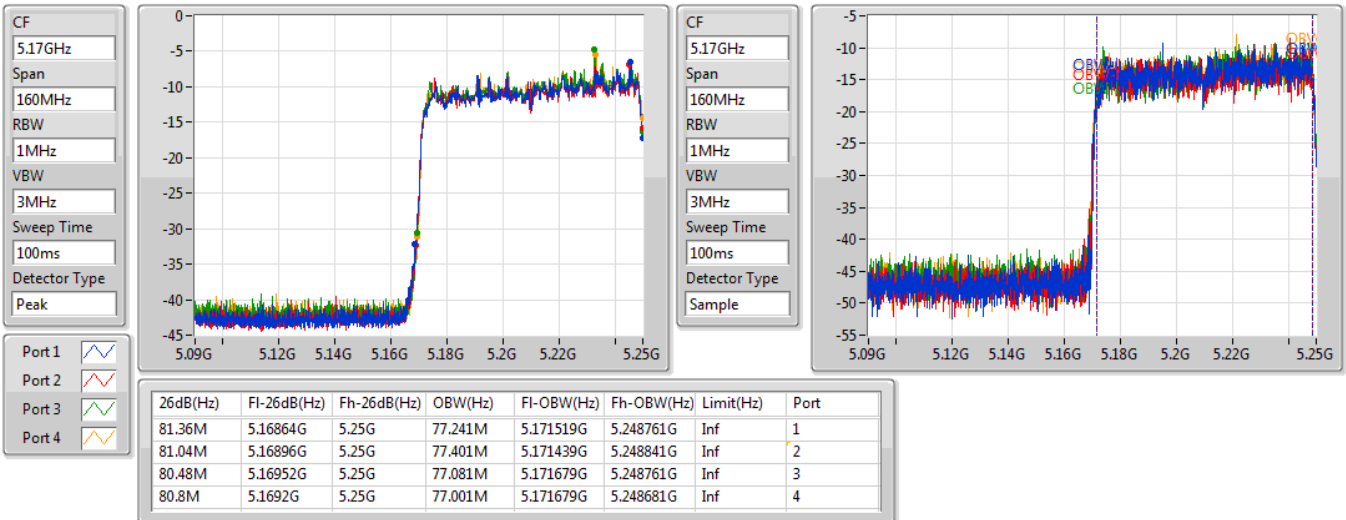 CF
5.17GHz
Span
160MHz
RBW
1MHz
VBW
3MHz
Sweep Time
100ms
Detector Type
Peak
0
-5
-10
-15
-20
-25
-30
-35
-40
-45
5.09G 5.12G 5.14G 5.16G 5.18G 5.2G 5.22G 5.25G
CF
5.17GHz
Span
160MHz
RBW
1MHz
VBW
3MHz
Sweep Time
100ms
Detector Type
Sample
-5
-10
-15
-20
-25
-30
-35
-40
-45
-50
-55
5.09G 5.12G 5.14G 5.16G 5.18G 5.2G 5.22G 5.25G
Port 1
Port 2
Port 3
Port 4
26dB(Hz) Fl-26dB(Hz) Fh-26dB(Hz) OBW(Hz) Fl-OBW(Hz) Fh-OBW(Hz) Limit(Hz) Port
81.36M 5.16864G 5.25G 77.241M 5.171519G 5.248761G Inf 1
81.04M 5.16896G 5.25G 77.401M 5.171439G 5.248841G Inf 2
80.48M 5.16952G 5.25G 77.081M 5.171679G 5.248761G Inf 3
80.8M 5.1692G 5.25G 77.001M 5.171679G 5.248681G Inf 4